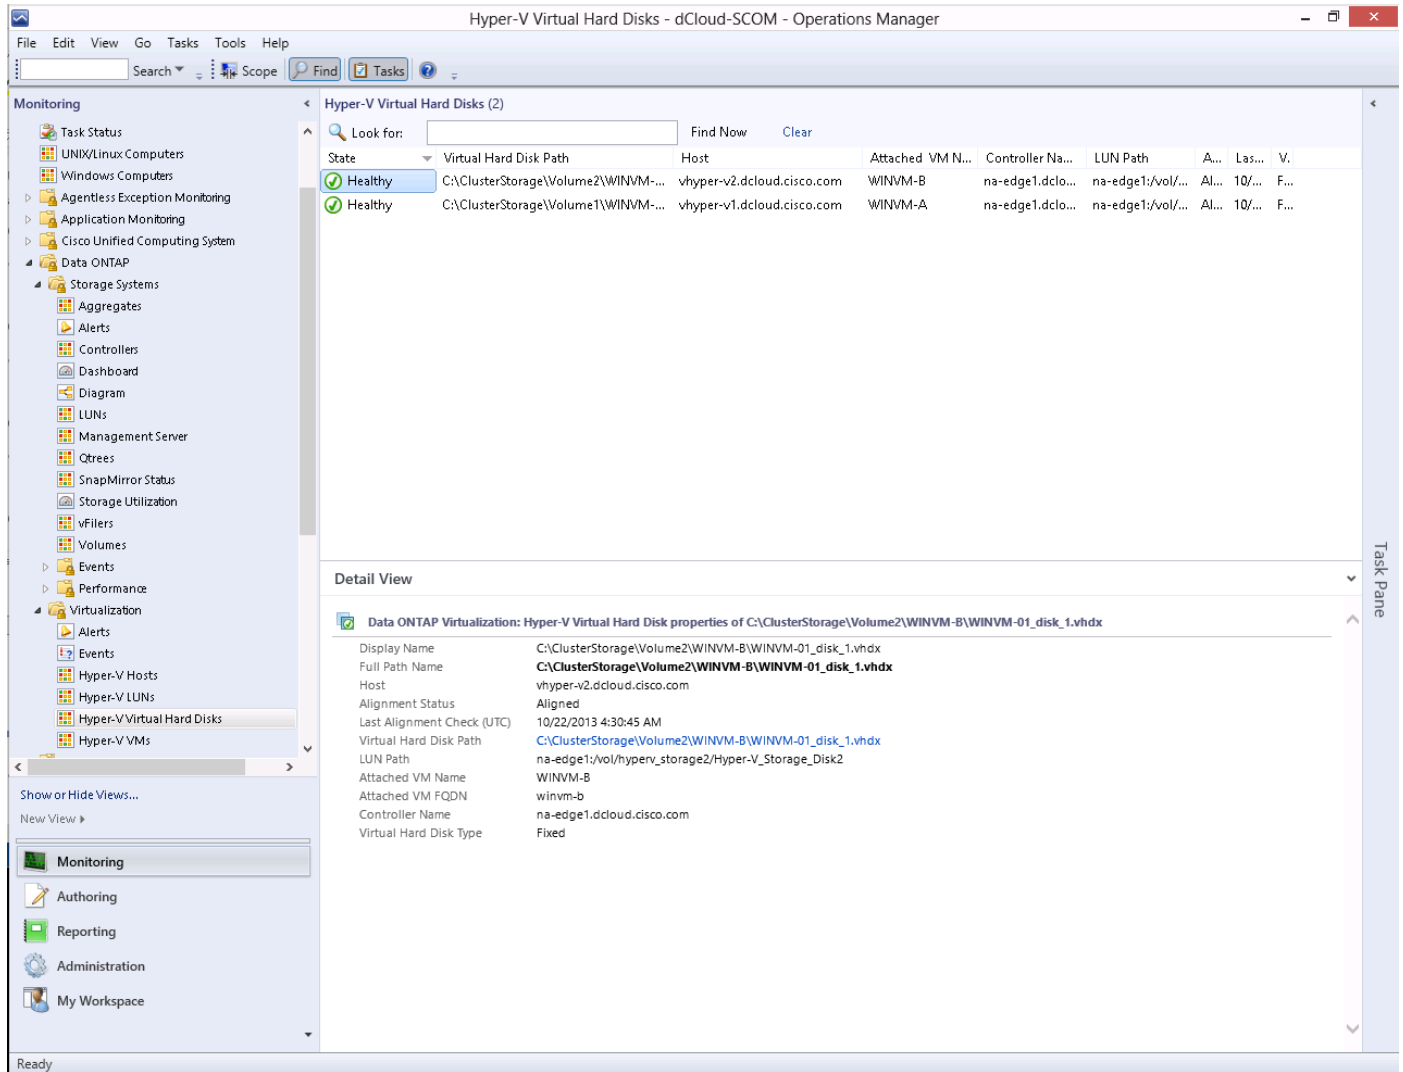 Hyper-V Virtual Hard Disks - dCloud-SCOM - Operations Manager
File Edit View Go Tasks Tools Help
Search Scope Find Tasks
Monitoring
Task Status
UNIX/Linux Computers
Windows Computers
Agentless Exception Monitoring
Application Monitoring
Cisco Unified Computing System
Data ONTAP
Storage Systems
Aggregates
Alerts
Controllers
Dashboard
Diagram
LUNs
Management Server
Qtrees
SnapMirror Status
Storage Utilization
vFilers
Volumes
Events
Performance
Virtualization
Alerts
Events
Hyper-V Hosts
Hyper-V LUNs
Hyper-V Virtual Hard Disks
Hyper-V VMs
Show or Hide Views...
New View
Monitoring
Authoring
Reporting
Administration
My Workspace
Hyper-V Virtual Hard Disks (2)
Look for: Find Now Clear
State Virtual Hard Disk Path Host Attached VM N... Controller Na... LUN Path A... Las... V.
Healthy C:\ClusterStorage\Volume2\WINVM-... vhyper-v2.dcloud.cisco.com WINVM-B na-edge1.dclo... na-edge1:/vol/... Al... 10/... F...
Healthy C:\ClusterStorage\Volume1\WINVM-... vhyper-v1.dcloud.cisco.com WINVM-A na-edge1.dclo... na-edge1:/vol/... Al... 10/... F...
Detail View
Data ONTAP Virtualization: Hyper-V Virtual Hard Disk properties of C:\ClusterStorage\Volume2\WINVM-B\WINVM-01_disk_1.vhdx
Display Name C:\ClusterStorage\Volume2\WINVM-B\WINVM-01_disk_1.vhdx
Full Path Name C:\ClusterStorage\Volume2\WINVM-B\WINVM-01_disk_1.vhdx
Host vhyper-v2.dcloud.cisco.com
Alignment Status Aligned
Last Alignment Check (UTC) 10/22/2013 4:30:45 AM
Virtual Hard Disk Path C:\ClusterStorage\Volume2\WINVM-B\WINVM-01_disk_1.vhdx
LUN Path na-edge1:/vol/hyperv_storage2/Hyper-V_Storage_Disk2
Attached VM Name WINVM-B
Attached VM FQDN winvm-b
Controller Name na-edge1.dcloud.cisco.com
Virtual Hard Disk Type Fixed
Task Pane
Ready